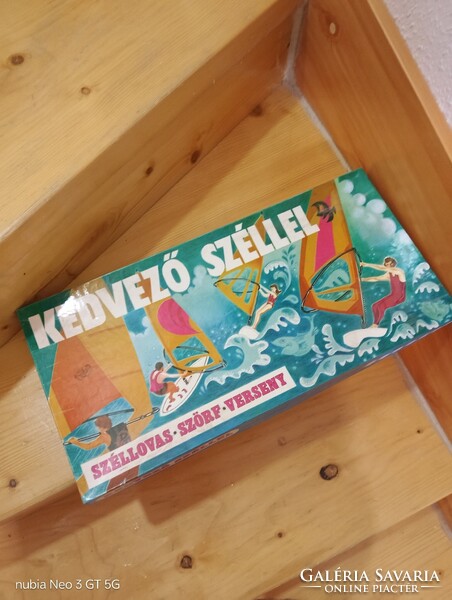 KEDVEZŐ SZÉLLEL
SZÉLLOVAS·SZÖRF·VERSENY
nubia Neo 3 GT 5G
GALÉRIA SAVARIA
ONLINE PIACTÉR